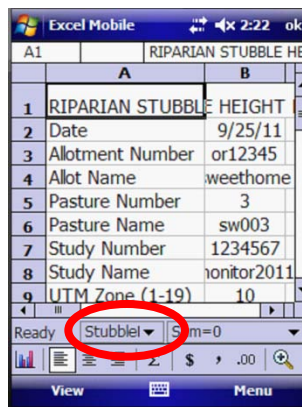 Excel Mobile 2:22 ok
A1 RIPARIAN STUBBLE HE
A B
1 RIPARIAN STUBBLE HEIGHT
2 Date 9/25/11
3 Allotment Number or12345
4 Allot Name weethome
5 Pasture Number 3
6 Pasture Name sw003
7 Study Number 1234567
8 Study Name nonitor2011
9 UTM Zone (1-19) 10
Ready Stubblel Sum=0
Σ $ , .00
View Menu